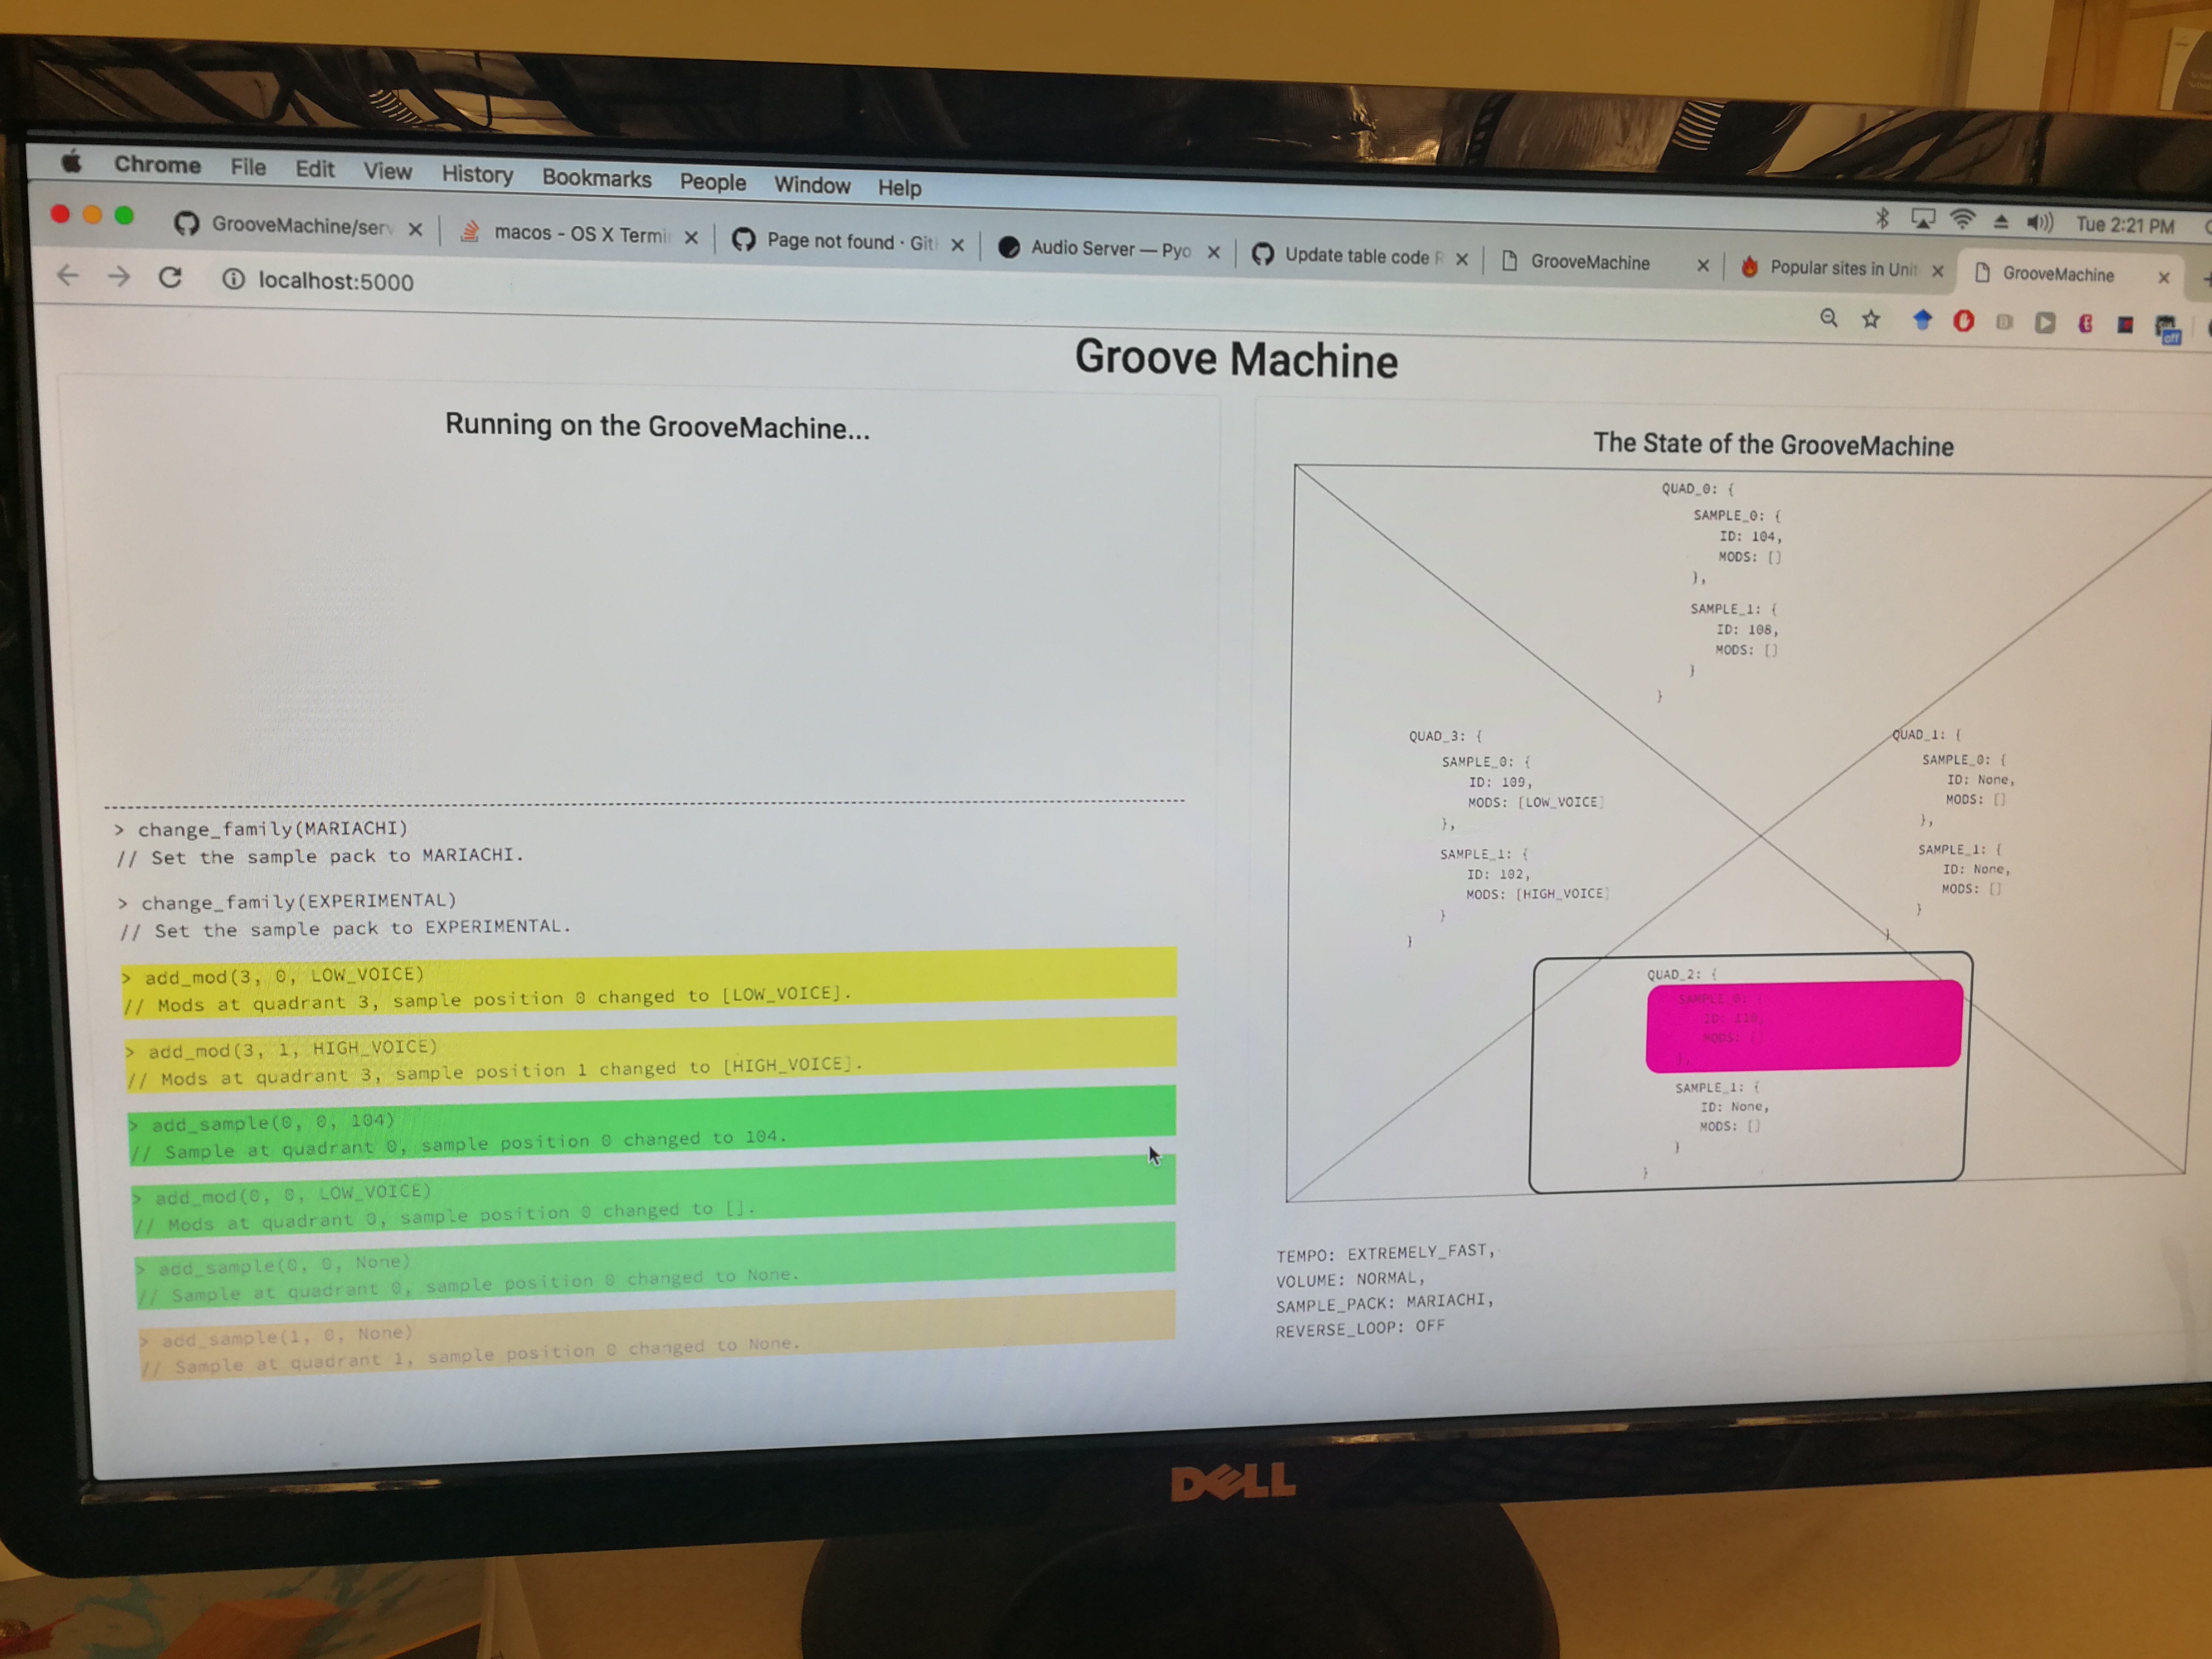 Chrome File Edit View History Bookmarks People Window Help
Tue 2:21 PM
GrooveMachine/serv
macos - OS X Termi
Page not found · Git
Audio Server — Pyo
Update table code R
GrooveMachine
Popular sites in Unit
GrooveMachine
localhost:5000
off
Groove Machine
Running on the GrooveMachine...
> change_family(MARIACHI)
// Set the sample pack to MARIACHI.
> change_family(EXPERIMENTAL)
// Set the sample pack to EXPERIMENTAL.
> add_mod(3, 0, LOW_VOICE)
// Mods at quadrant 3, sample position 0 changed to [LOW_VOICE].
> add_mod(3, 1, HIGH_VOICE)
// Mods at quadrant 3, sample position 1 changed to [HIGH_VOICE].
> add_sample(0, 0, 104)
// Sample at quadrant 0, sample position 0 changed to 104.
> add_mod(0, 0, LOW_VOICE)
// Mods at quadrant 0, sample position 0 changed to [].
> add_sample(0, 0, None)
// Sample at quadrant 0, sample position 0 changed to None.
> add_sample(1, 0, None)
// Sample at quadrant 1, sample position 0 changed to None.
The State of the GrooveMachine
QUAD_0: {
SAMPLE_0: {
ID: 104,
MODS: []
},
SAMPLE_1: {
ID: 108,
MODS: []
}
}
QUAD_3: {
SAMPLE_0: {
ID: 109,
MODS: [LOW_VOICE]
},
SAMPLE_1: {
ID: 102,
MODS: [HIGH_VOICE]
}
}
QUAD_1: {
SAMPLE_0: {
ID: None,
MODS: []
},
SAMPLE_1: {
ID: None,
MODS: []
}
}
QUAD_2: {
SAMPLE_0: {
ID: 110,
MODS: []
},
SAMPLE_1: {
ID: None,
MODS: []
}
}
TEMPO: EXTREMELY_FAST,
VOLUME: NORMAL,
SAMPLE_PACK: MARIACHI,
REVERSE_LOOP: OFF
DELL